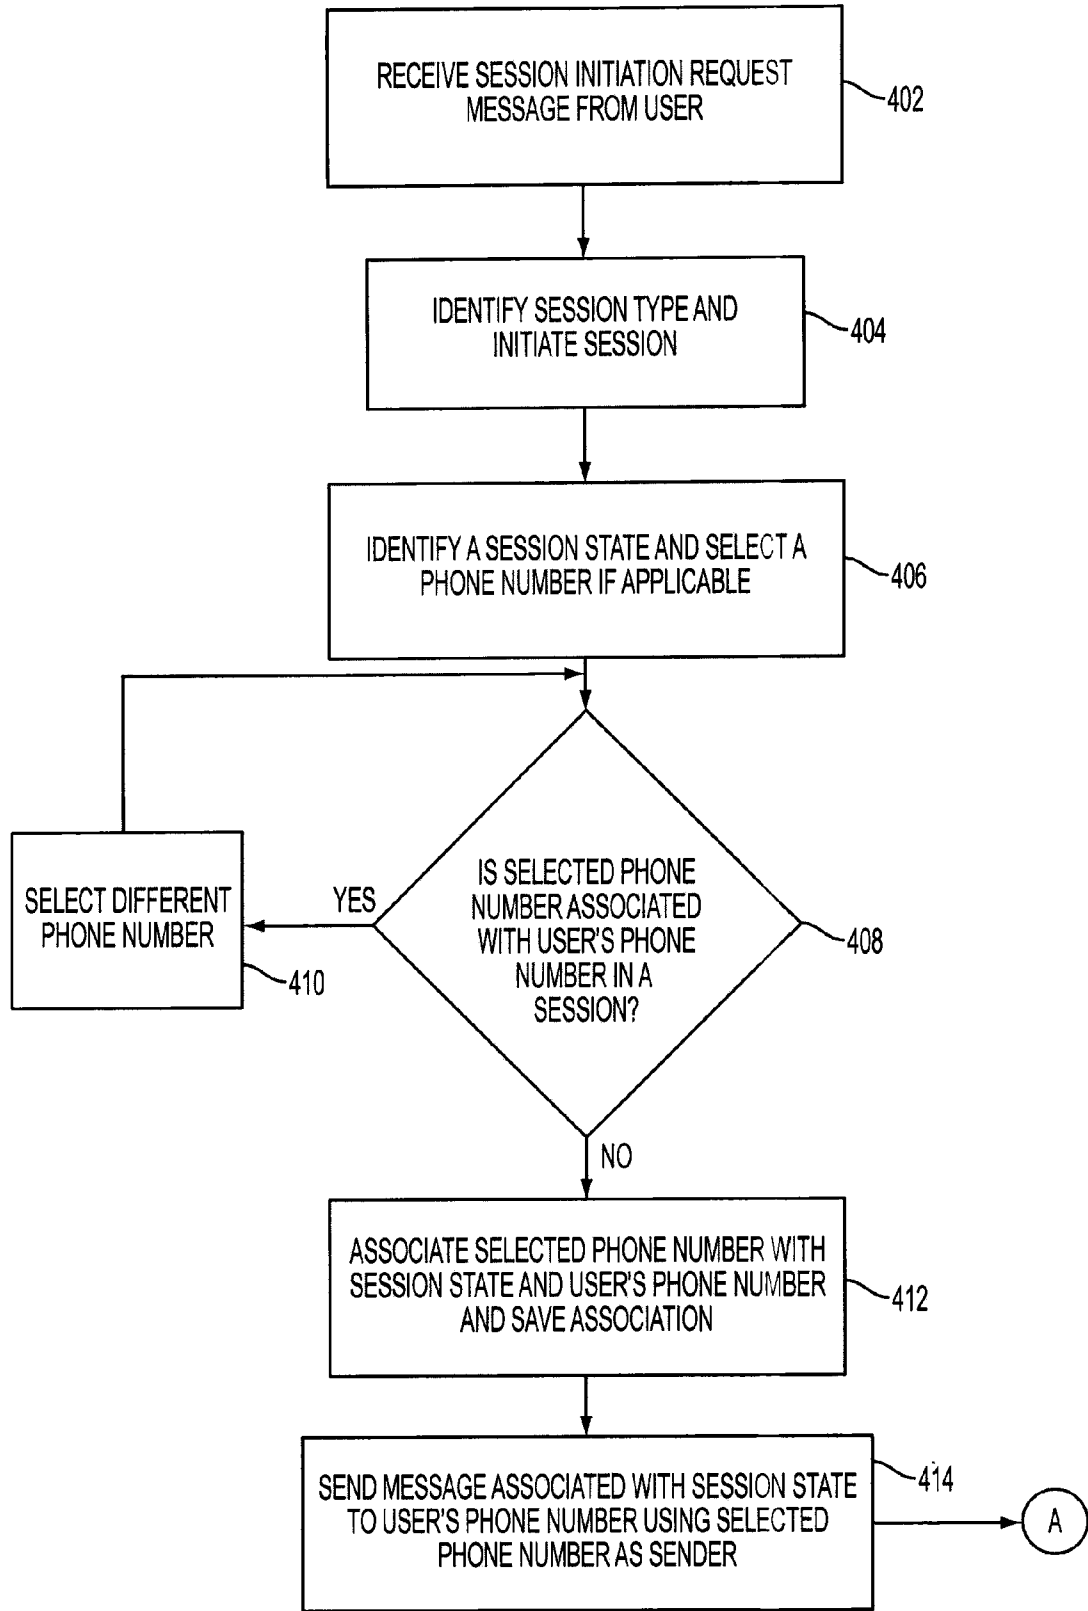 RECEIVE SESSION INITIATION REQUEST
MESSAGE FROM USER
402
IDENTIFY SESSION TYPE AND
INITIATE SESSION
404
IDENTIFY A SESSION STATE AND SELECT A
PHONE NUMBER IF APPLICABLE
406
IS SELECTED PHONE
NUMBER ASSOCIATED
WITH USER'S PHONE
NUMBER IN A
SESSION?
408
YES
SELECT DIFFERENT
PHONE NUMBER
410
NO
ASSOCIATE SELECTED PHONE NUMBER WITH
SESSION STATE AND USER'S PHONE NUMBER
AND SAVE ASSOCIATION
412
SEND MESSAGE ASSOCIATED WITH SESSION STATE
TO USER'S PHONE NUMBER USING SELECTED
PHONE NUMBER AS SENDER
414
A